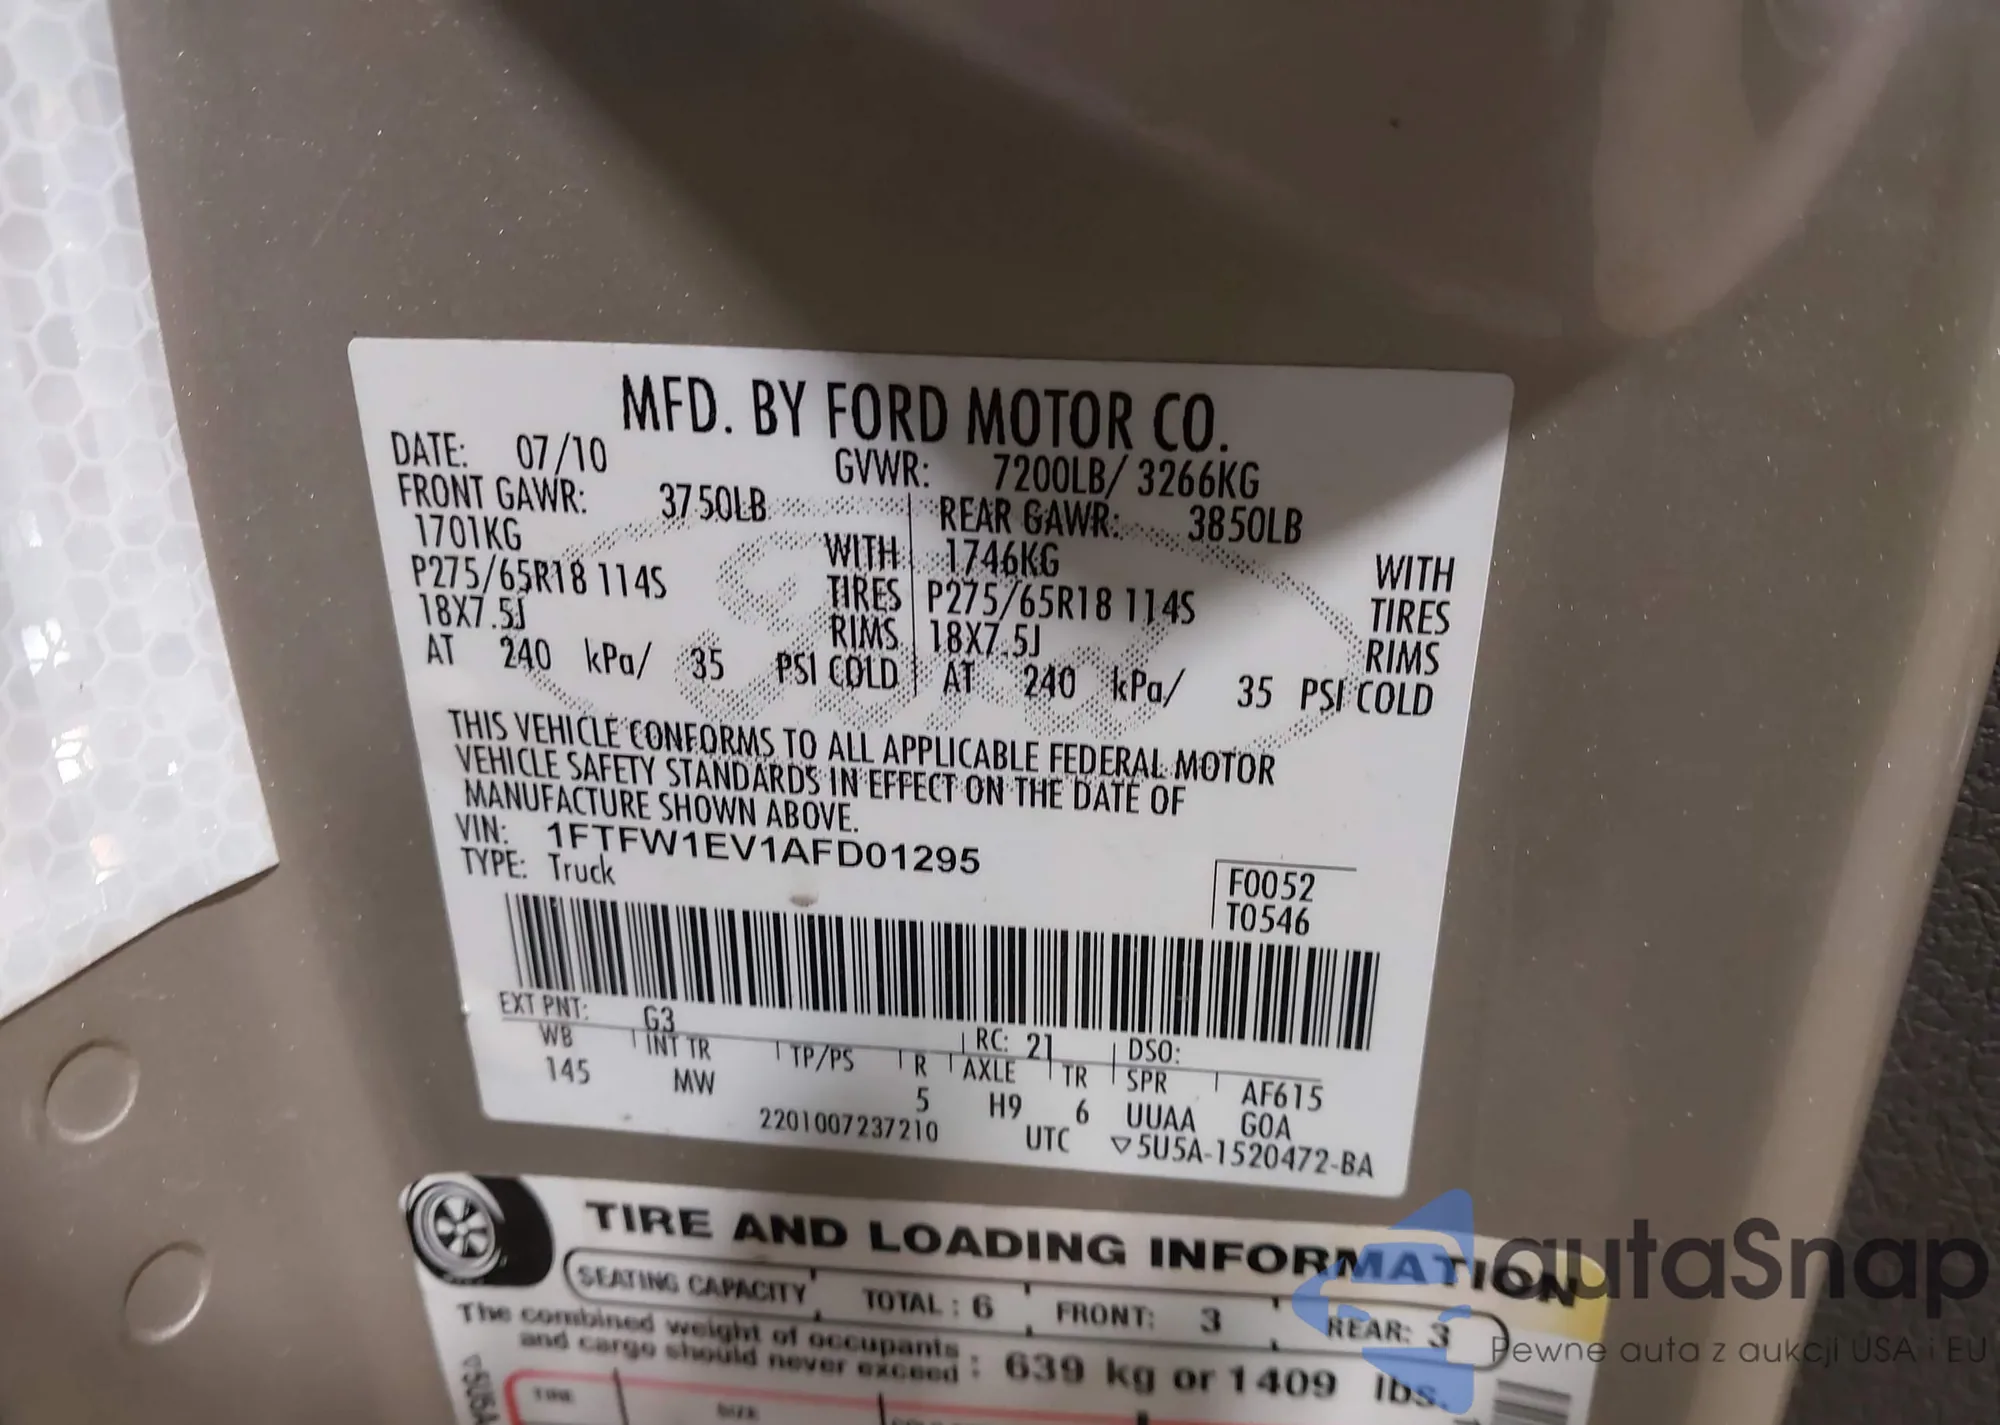 MFD. BY FORD MOTOR CO.
DATE: 07/10 GVWR: 7200LB/ 3266KG
FRONT GAWR: 3750LB REAR GAWR: 3850LB
1701KG WITH 1746KG WITH
P275/65R18 114S TIRES P275/65R18 114S TIRES
18X7.5J RIMS 18X7.5J RIMS
AT 240 kPa/ 35 PSI COLD AT 240 kPa/ 35 PSI COLD
THIS VEHICLE CONFORMS TO ALL APPLICABLE FEDERAL MOTOR
VEHICLE SAFETY STANDARDS IN EFFECT ON THE DATE OF
MANUFACTURE SHOWN ABOVE.
VIN: 1FTFW1EV1AFD01295
TYPE: Truck
F0052
T0546
EXT PNT: G3 RC: 21 DSO:
WB INT TR TP/PS R AXLE TR SPR AF615
145 MW 5 H9 6 UUAA GOA
2201007237210 UTC ▽5U5A-1520472-BA
TIRE AND LOADING INFORMATION
SEATING CAPACITY TOTAL : 6 FRONT: 3 REAR: 3
The combined weight of occupants
and cargo should never exceed : 639 kg or 1409 lbs.
TIRE SIZE
▽5U5A
autaSnap
Pewne auta z aukcji USA i EU